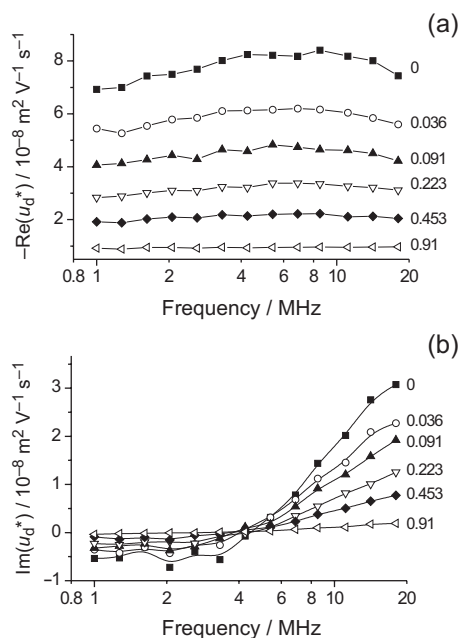 (a)
−Re(u_d*) / 10⁻⁸ m² V⁻¹ s⁻¹
8
6
4
2
0
0.036
0.091
0.223
0.453
0.91
0.8 1 2 4 6 8 10 20
Frequency / MHz
(b)
Im(u_d*) / 10⁻⁸ m² V⁻¹ s⁻¹
3
2
1
0
−1
0
0.036
0.091
0.223
0.453
0.91
0.8 1 2 4 6 8 10 20
Frequency / MHz